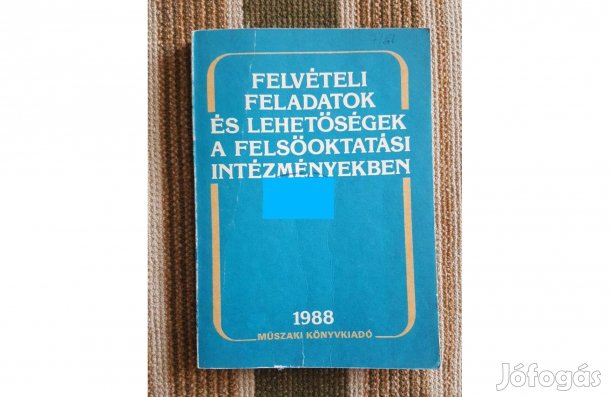 FELVÉTELI
FELADATOK
ÉS LEHETŐSÉGEK
A FELSŐOKTATÁSI
INTÉZMÉNYEKBEN
1988
MŰSZAKI KÖNYVKIADÓ
Jófogás